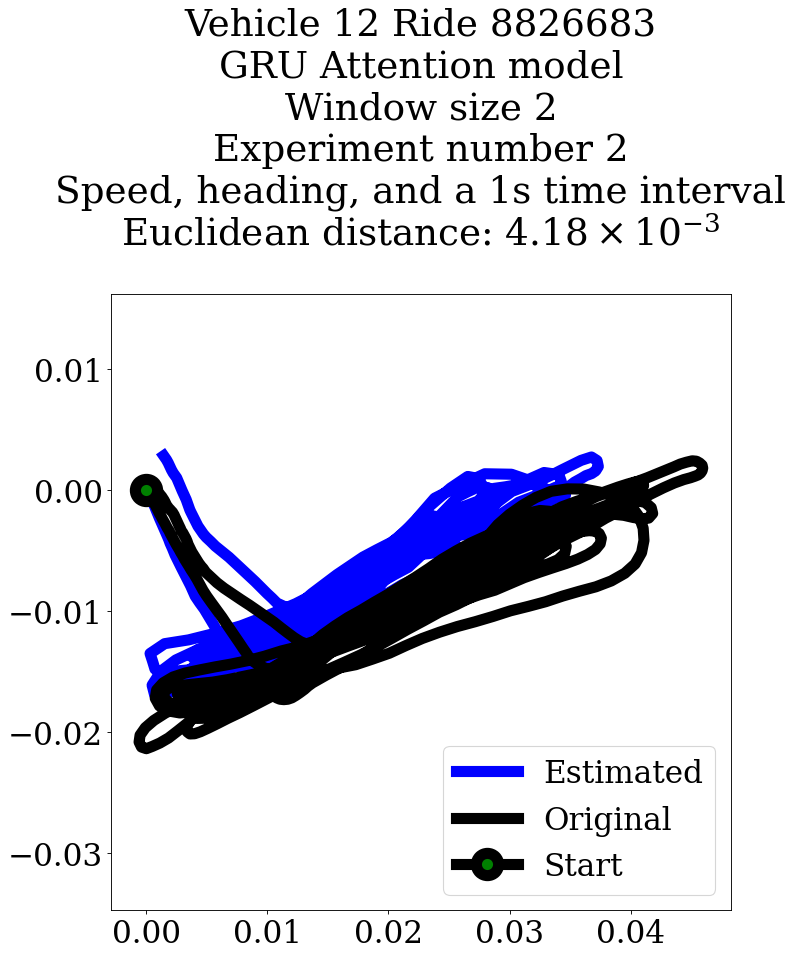 Vehicle 12 Ride 8826683
GRU Attention model
Window size 2
Experiment number 2
Speed, heading, and a 1s time interval
Euclidean distance: 4.18 × 10⁻³
0.01
0.00
−0.01
−0.02
−0.03
Estimated
Original
Start
0.00 0.01 0.02 0.03 0.04